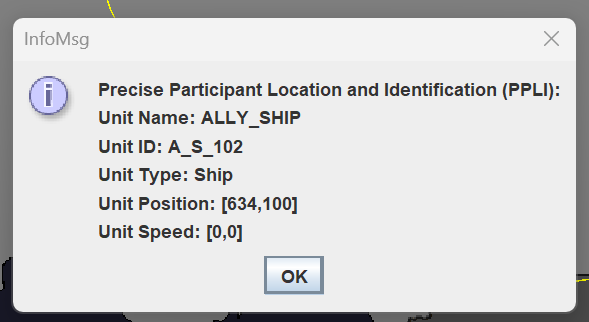 InfoMsg
Precise Participant Location and Identification (PPLI):
Unit Name: ALLY_SHIP
Unit ID: A_S_102
Unit Type: Ship
Unit Position: [634,100]
Unit Speed: [0,0]
OK